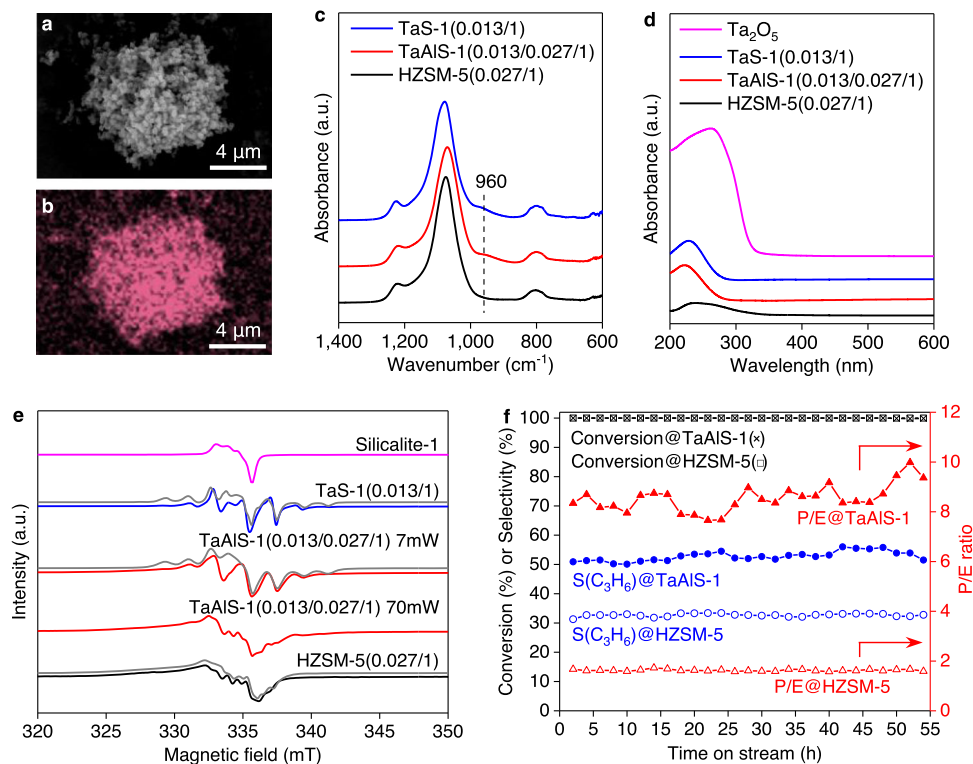 a
4 μm
b
4 μm
c
TaS-1(0.013/1)
TaAlS-1(0.013/0.027/1)
HZSM-5(0.027/1)
960
Absorbance (a.u.)
1,400 1,200 1,000 800 600
Wavenumber (cm⁻¹)
d
Ta₂O₅
TaS-1(0.013/1)
TaAlS-1(0.013/0.027/1)
HZSM-5(0.027/1)
Absorbance (a.u.)
200 300 400 500 600
Wavelength (nm)
e
Silicalite-1
TaS-1(0.013/1)
TaAlS-1(0.013/0.027/1) 7mW
TaAlS-1(0.013/0.027/1) 70mW
HZSM-5(0.027/1)
Intensity (a.u.)
320 330 340 350
Magnetic field (mT)
f
Conversion@TaAlS-1(×)
Conversion@HZSM-5(□)
P/E@TaAlS-1
S(C₃H₆)@TaAlS-1
S(C₃H₆)@HZSM-5
P/E@HZSM-5
Conversion (%) or Selectivity (%)
100
90
80
70
60
50
40
30
20
10
0
P/E ratio
12
10
8
6
4
2
0
0 5 10 15 20 25 30 35 40 45 50 55
Time on stream (h)